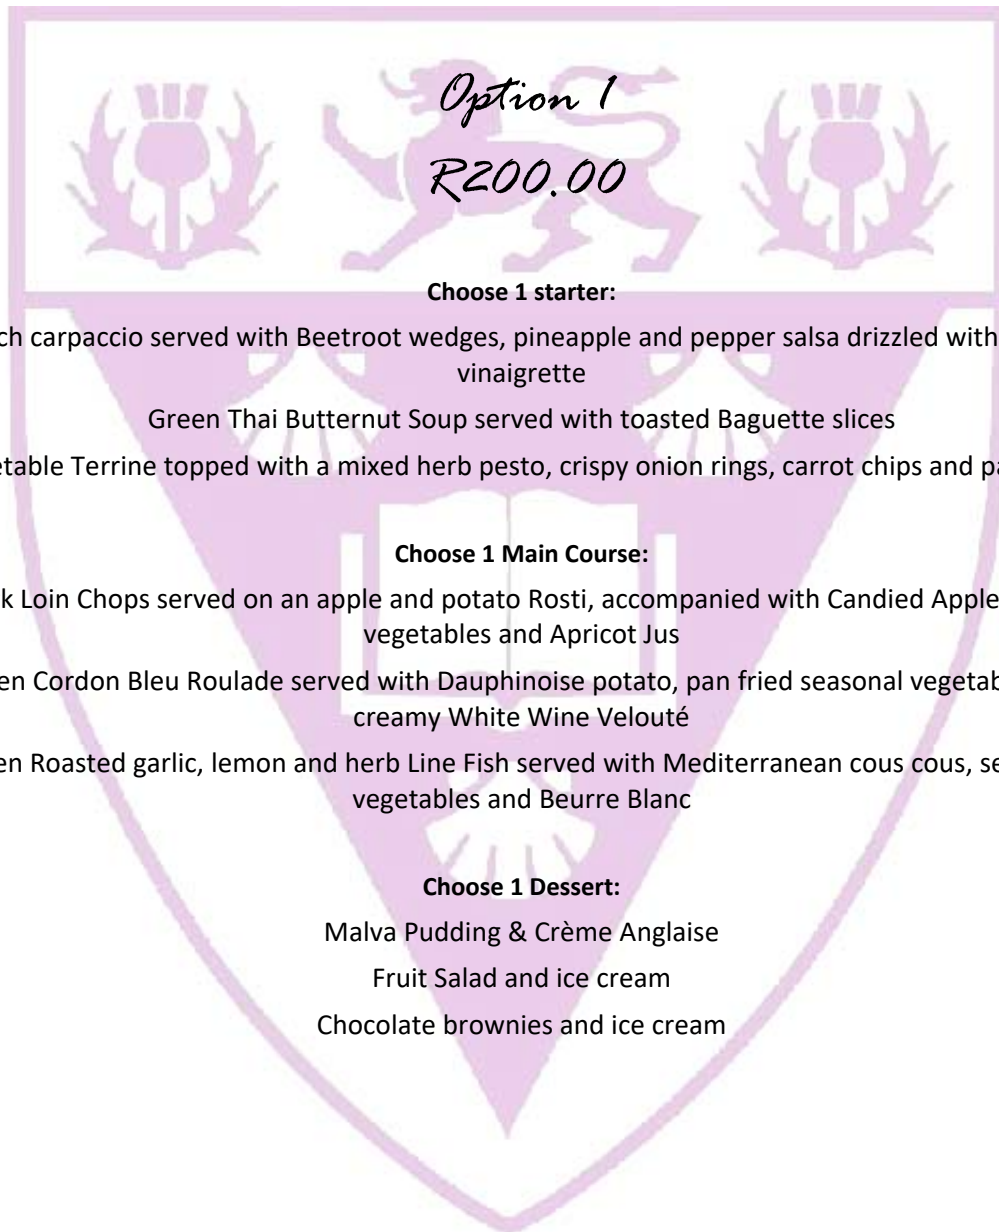 Option 1
R200.00
Choose 1 starter:
carpaccio served with Beetroot wedges, pineapple and pepper salsa drizzled with
vinaigrette
Green Thai Butternut Soup served with toasted Baguette slices
Terrine topped with a mixed herb pesto, crispy onion rings, carrot chips and
Choose 1 Main Course:
Loin Chops served on an apple and potato Rosti, accompanied with Candied Apple
vegetables and Apricot Jus
Cordon Bleu Roulade served with Dauphinoise potato, pan fried seasonal
creamy White Wine Velouté
Roasted garlic, lemon and herb Line Fish served with Mediterranean cous cous,
vegetables and Beurre Blanc
Choose 1 Dessert:
Malva Pudding & Crème Anglaise
Fruit Salad and ice cream
Chocolate brownies and ice cream